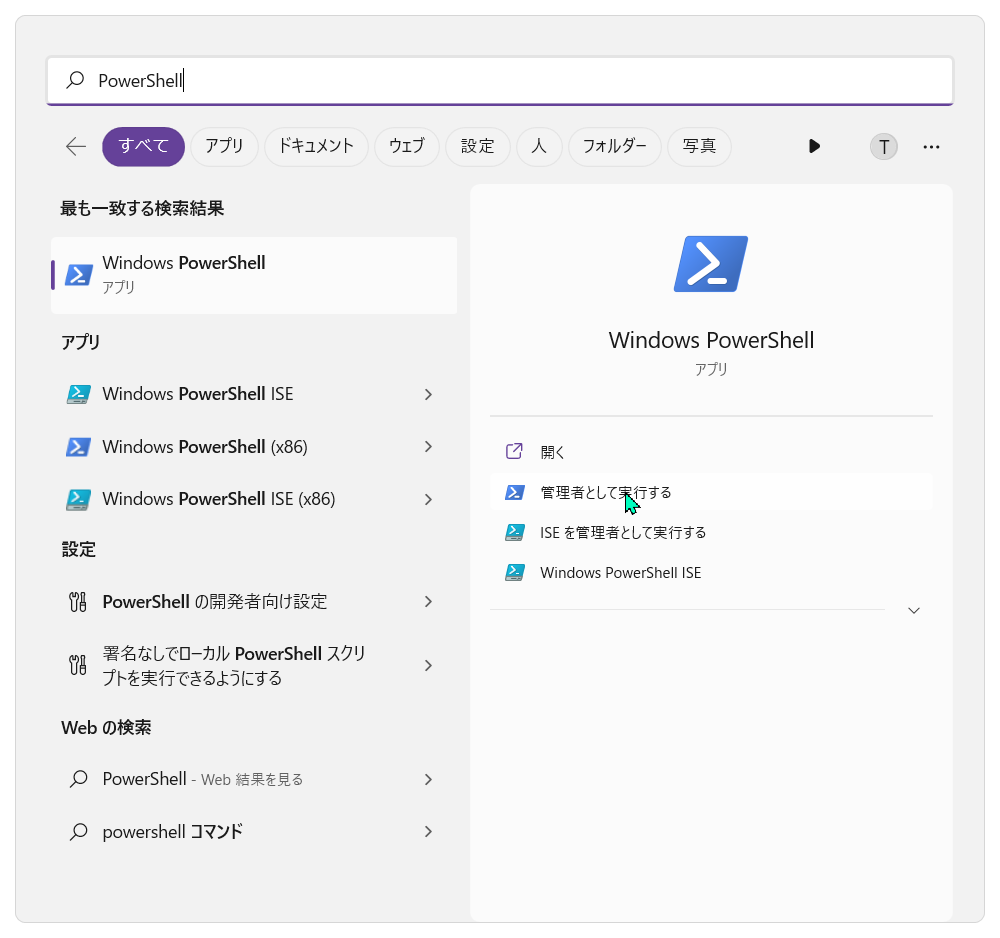 PowerShell
すべて
アプリ
ドキュメント
ウェブ
設定
人
フォルダー
写真
T
最も一致する検索結果
Windows PowerShell
アプリ
アプリ
Windows PowerShell ISE
Windows PowerShell (x86)
Windows PowerShell ISE (x86)
設定
PowerShell の開発者向け設定
署名なしでローカル PowerShell スクリ
プトを実行できるようにする
Web の検索
PowerShell - Web 結果を見る
powershell コマンド
Windows PowerShell
アプリ
開く
管理者として実行する
ISE を管理者として実行する
Windows PowerShell ISE